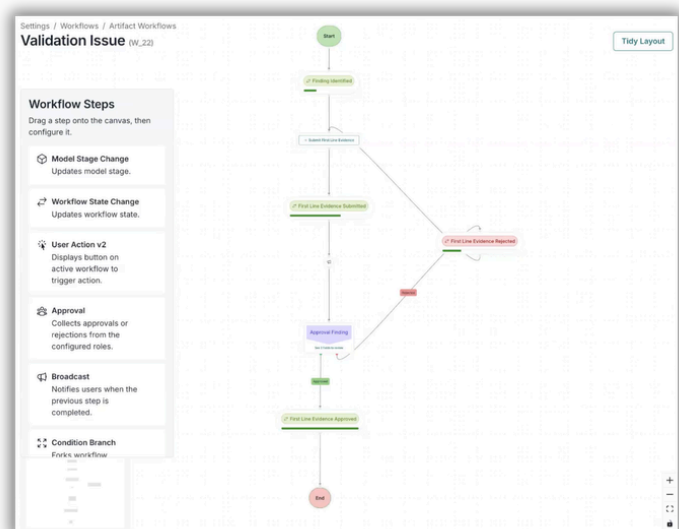 Settings / Workflows / Artifact Workflows
Validation Issue (W_22)
Tidy Layout
Workflow Steps
Drag a step onto the canvas, then
configure it.
Model Stage Change
Updates model stage.
Workflow State Change
Updates workflow state.
User Action v2
Displays button on
active workflow to
trigger action.
Approval
Collects approvals or
rejections from the
configured roles.
Broadcast
Notifies users when the
previous step is
completed.
Condition Branch
Forks workflow
Start
Finding Identified
Submit First Line Evidence
First Line Evidence Submitted
First Line Evidence Rejected
Approval Finding
First Line Evidence Approved
End